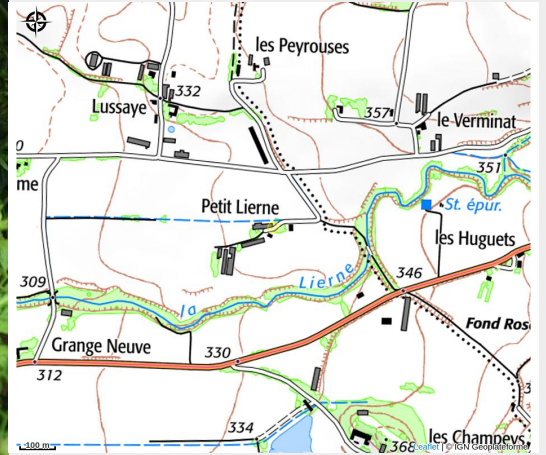 les Peyrouses
332
Lussaye
357
le Verminat
0
351
me
Petit Lierne
St. épur.
les Huguets
309
la Lierne
346
Fond Ros
Grange Neuve
330
312
334
les Champeys
368
100 m
Leaflet | © IGN Geoplateforme